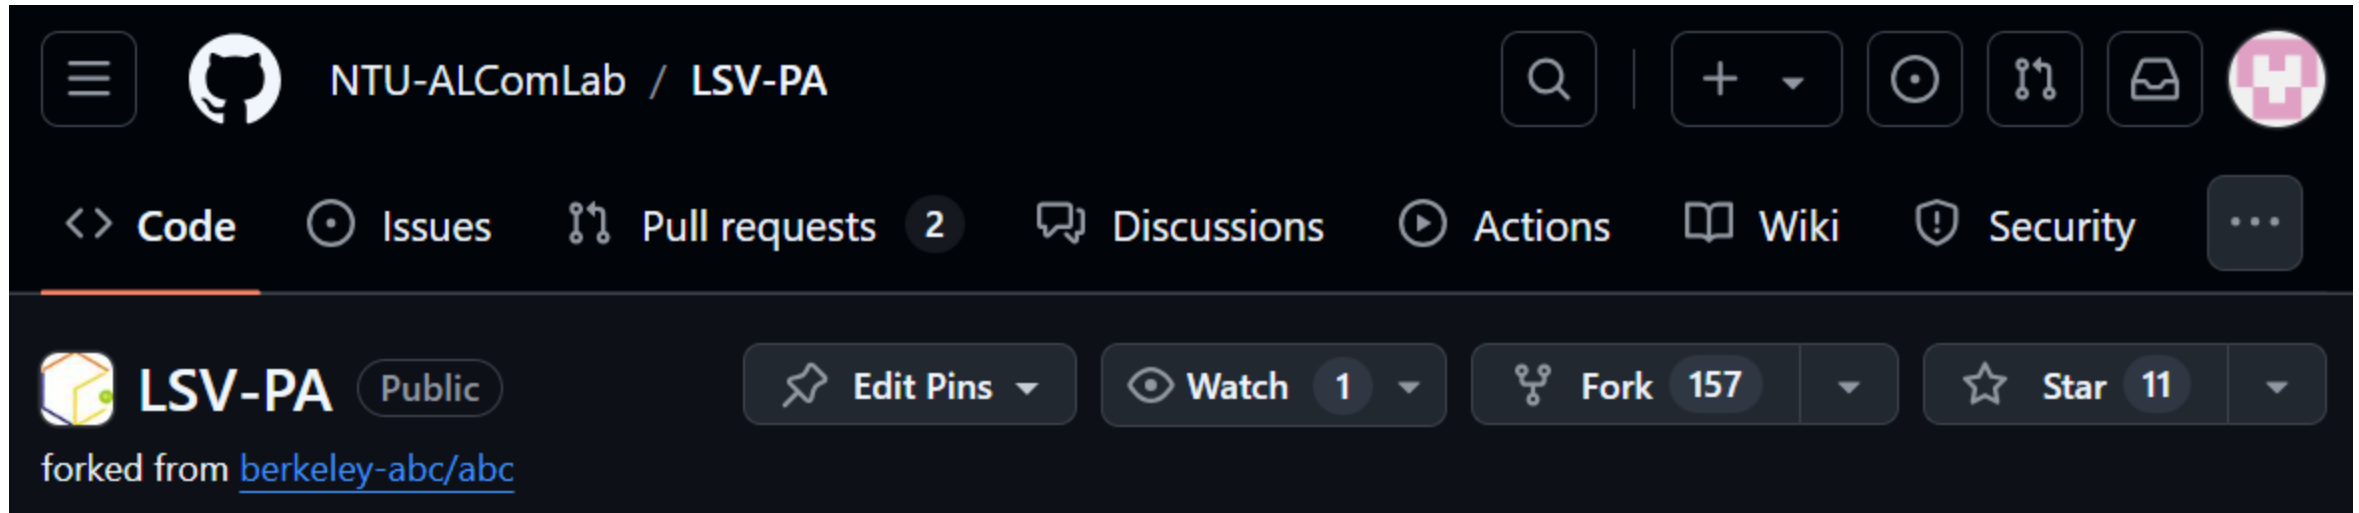 NTU-ALComLab / LSV-PA
Code Issues Pull requests 2 Discussions Actions Wiki Security
LSV-PA Public Edit Pins Watch 1 Fork 157 Star 11
forked from berkeley-abc/abc